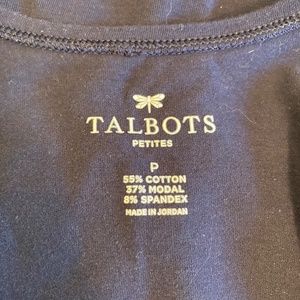 TALBOTS
PETITES
P
55% COTTON
37% MODAL
8% SPANDEX
MADE IN JORDAN